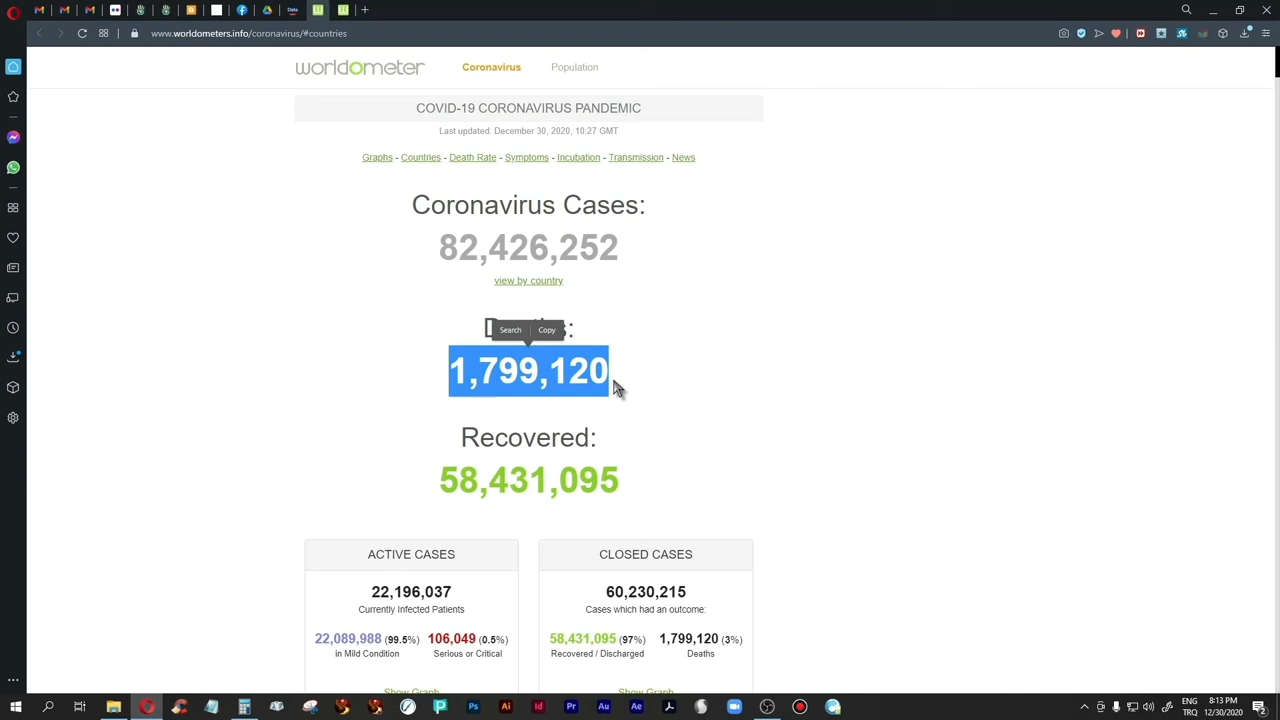 Data
www.worldometers.info/coronavirus/#countries
worldometer
Coronavirus
Population
COVID-19 CORONAVIRUS PANDEMIC
Last updated: December 30, 2020, 10:27 GMT
Graphs - Countries - Death Rate - Symptoms - Incubation - Transmission - News
Coronavirus Cases:
82,426,252
view by country
Search
Copy
1,799,120
Recovered:
58,431,095
ACTIVE CASES
22,196,037
Currently Infected Patients
22,089,988 (99.5%)
in Mild Condition
106,049 (0.5%)
Serious or Critical
Show Graph
CLOSED CASES
60,230,215
Cases which had an outcome:
58,431,095 (97%)
Recovered / Discharged
1,799,120 (3%)
Deaths
Show Graph
ENG
TRQ
8:13 PM
12/30/2020